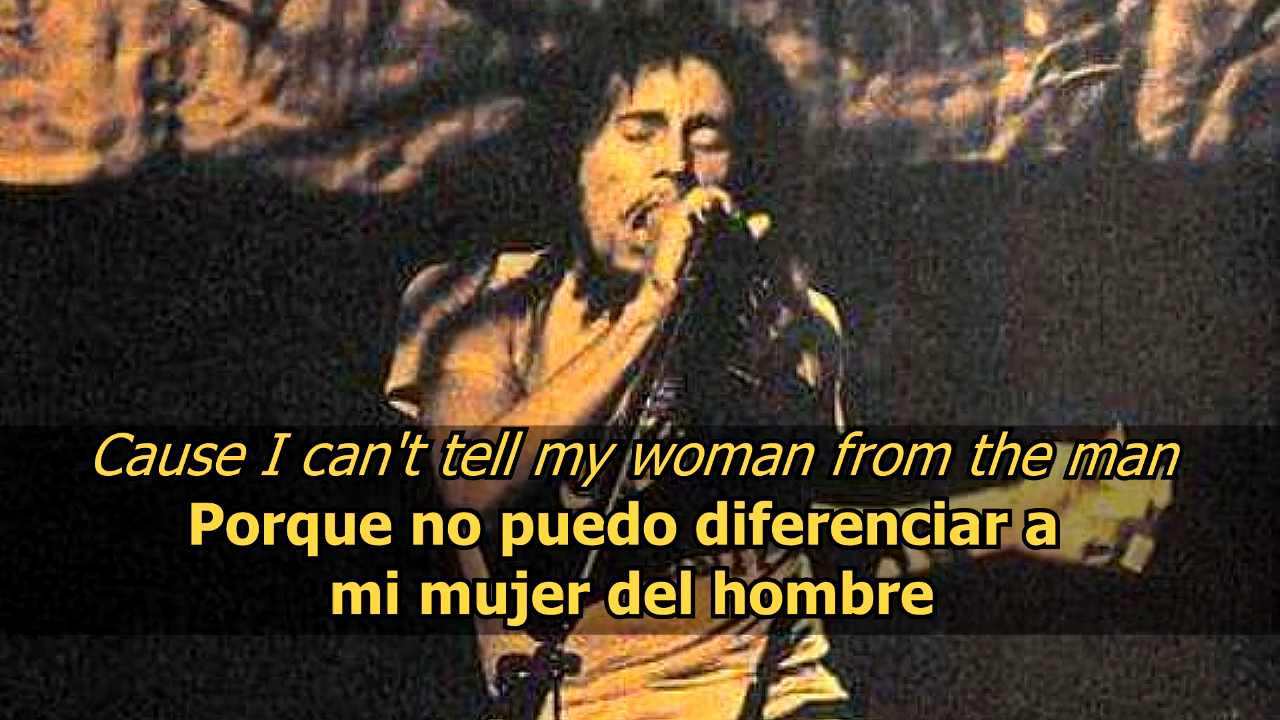 Cause I can't tell my woman from the man
Porque no puedo diferenciar a
mi mujer del hombre